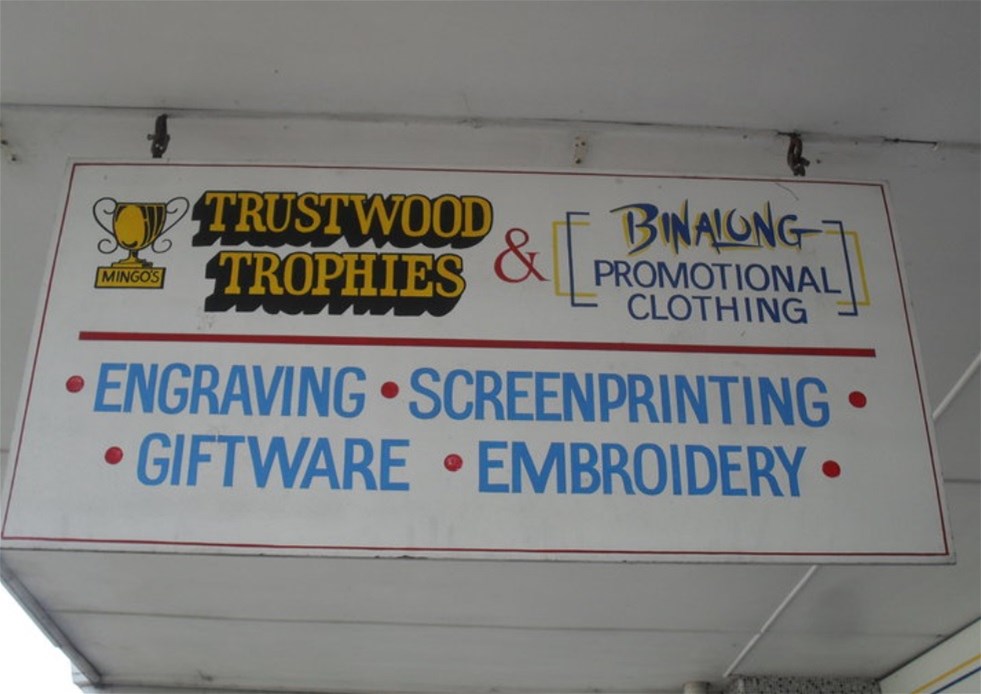 MINGO'S
TRUSTWOOD
TROPHIES
&
BINALONG
PROMOTIONAL
CLOTHING
• ENGRAVING • SCREENPRINTING •
• GIFTWARE • EMBROIDERY •